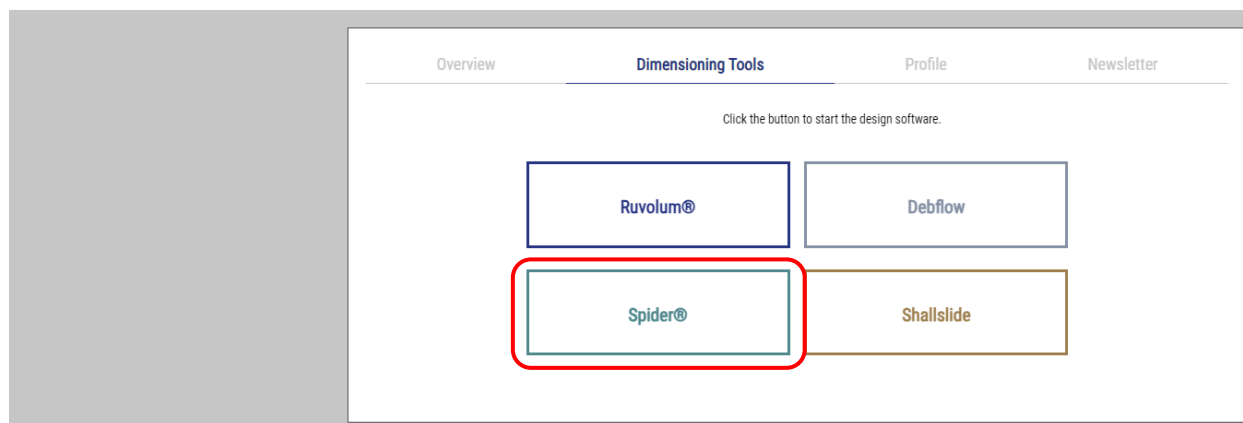 Overview Dimensioning Tools Profile Newsletter
Click the button to start the design software.
Ruvolum® Debflow
Spider® Shallslide